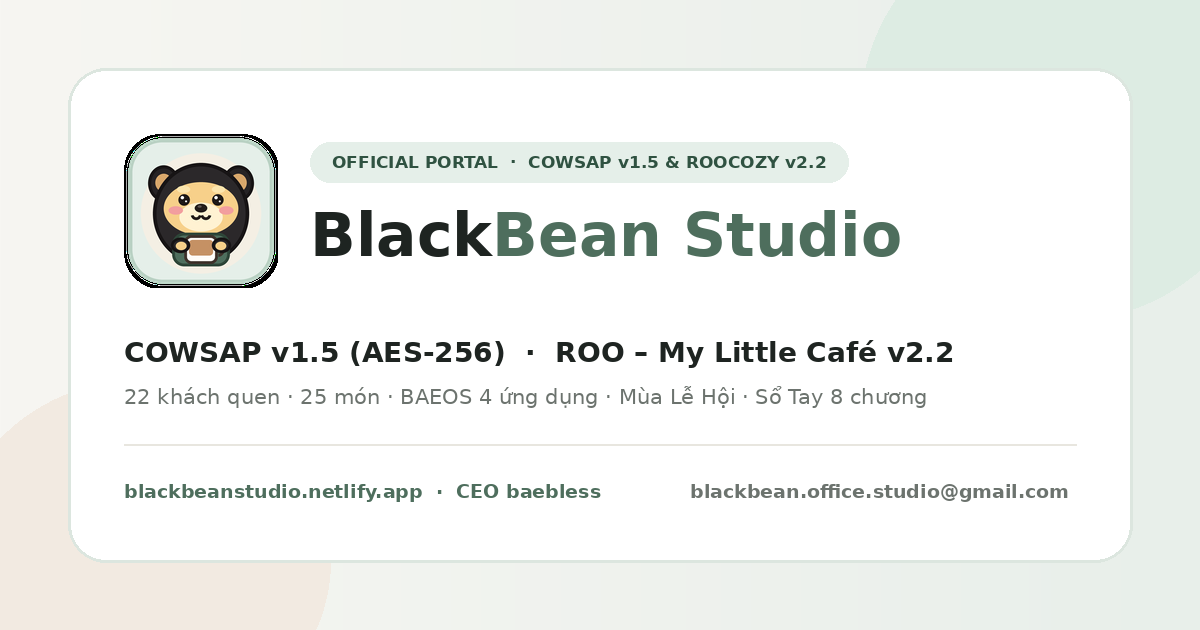 OFFICIAL PORTAL · COWSAP v1.5 & ROOCOZY v2.2
BlackBean Studio
COWSAP v1.5 (AES-256) · ROO – My Little Café v2.2
22 khách quen · 25 món · BAEOS 4 ứng dụng · Mùa Lễ Hội · Sổ Tay 8 chương
blackbeanstudio.netlify.app · CEO baebless
blackbean.office.studio@gmail.com